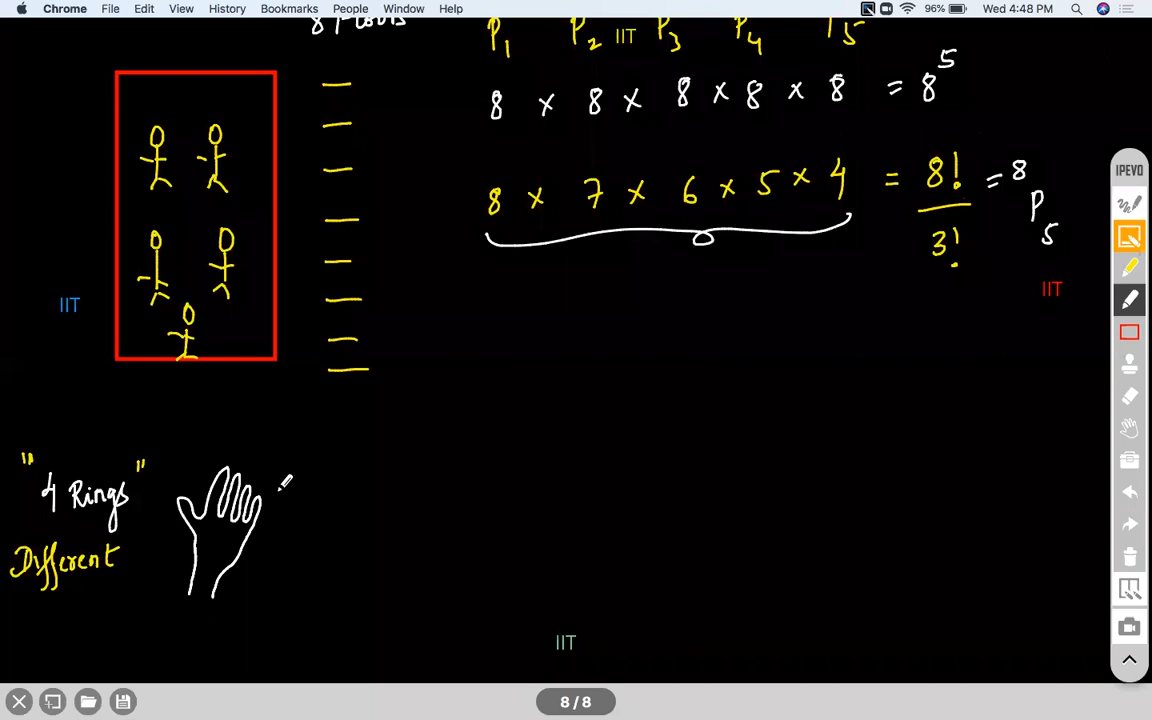 Chrome File Edit View History Bookmarks People Window Help 96% Wed 4:48 PM
8 Floors
P1 P2 IIT P3 P4 P5
8 × 8 × 8 × 8 × 8 = 8^5
8 × 7 × 6 × 5 × 4 = 8!/3! = 8P5
IPEVO
IIT
IIT
"4 Rings"
Different
IIT
8 / 8